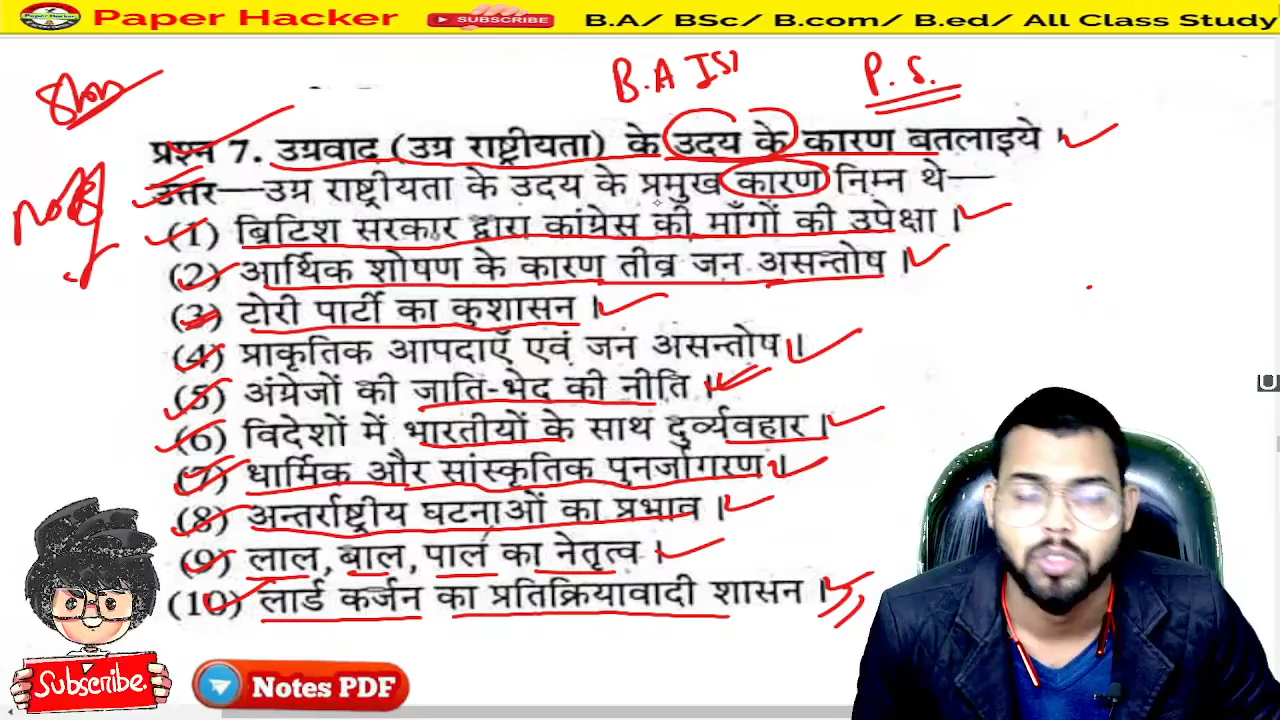 Paper Hacker
SUBSCRIBE
B.A/ BSc/ B.com/ B.ed/ All Class Study
B.A Ist
P.S.
प्रश्न 7. उग्रवाद (उग्र राष्ट्रीयता) के उदय के कारण बतलाइये ।
उत्तर—उग्र राष्ट्रीयता के उदय के प्रमुख कारण निम्न थे—
(1) ब्रिटिश सरकार द्वारा कांग्रेस की माँगों की उपेक्षा ।
(2) आर्थिक शोषण के कारण तीव्र जन असन्तोष ।
(3) टोरी पार्टी का कुशासन ।
(4) प्राकृतिक आपदाएँ एवं जन असन्तोष ।
(5) अंग्रेजों की जाति-भेद की नीति ।
(6) विदेशों में भारतीयों के साथ दुर्व्यवहार ।
(7) धार्मिक और सांस्कृतिक पुनर्जागरण ।
(8) अन्तर्राष्ट्रीय घटनाओं का प्रभाव ।
(9) लाल, बाल, पाल का नेतृत्व ।
(10) लार्ड कर्जन का प्रतिक्रियावादी शासन ।
Subscribe
Notes PDF